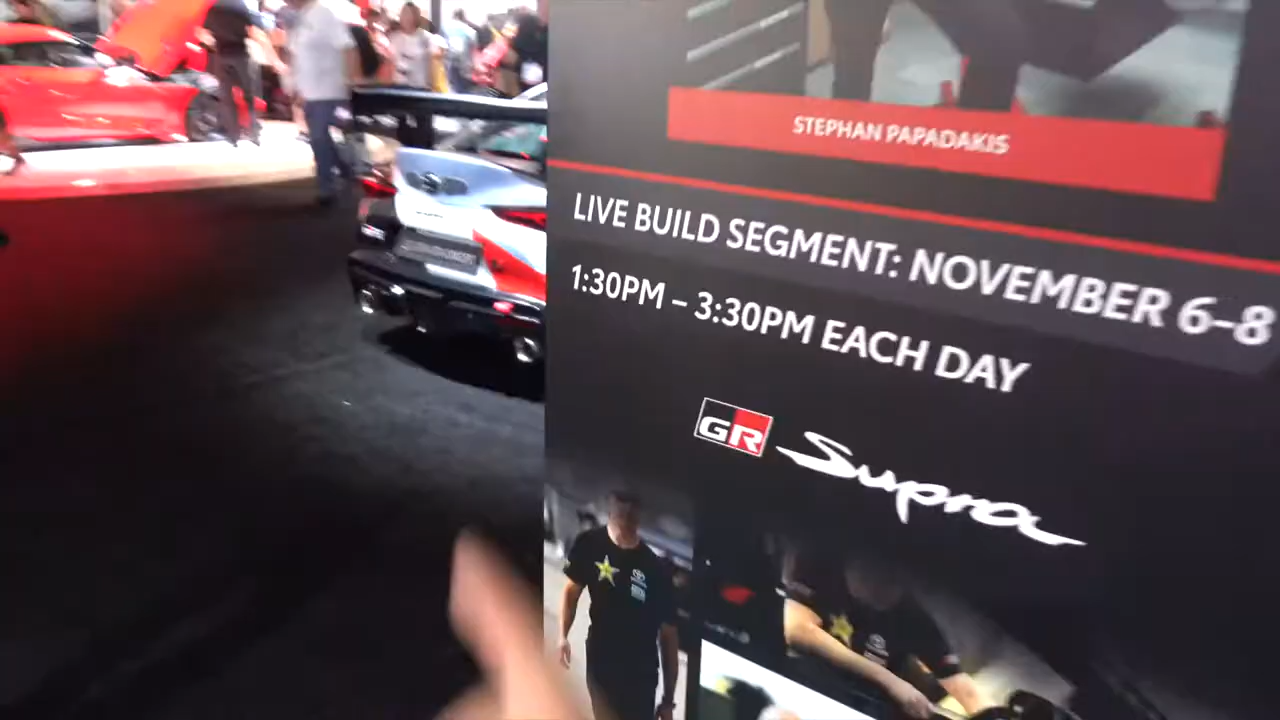 STEPHAN PAPADAKIS
LIVE BUILD SEGMENT: NOVEMBER 6-8
1:30PM – 3:30PM EACH DAY
GR Supra